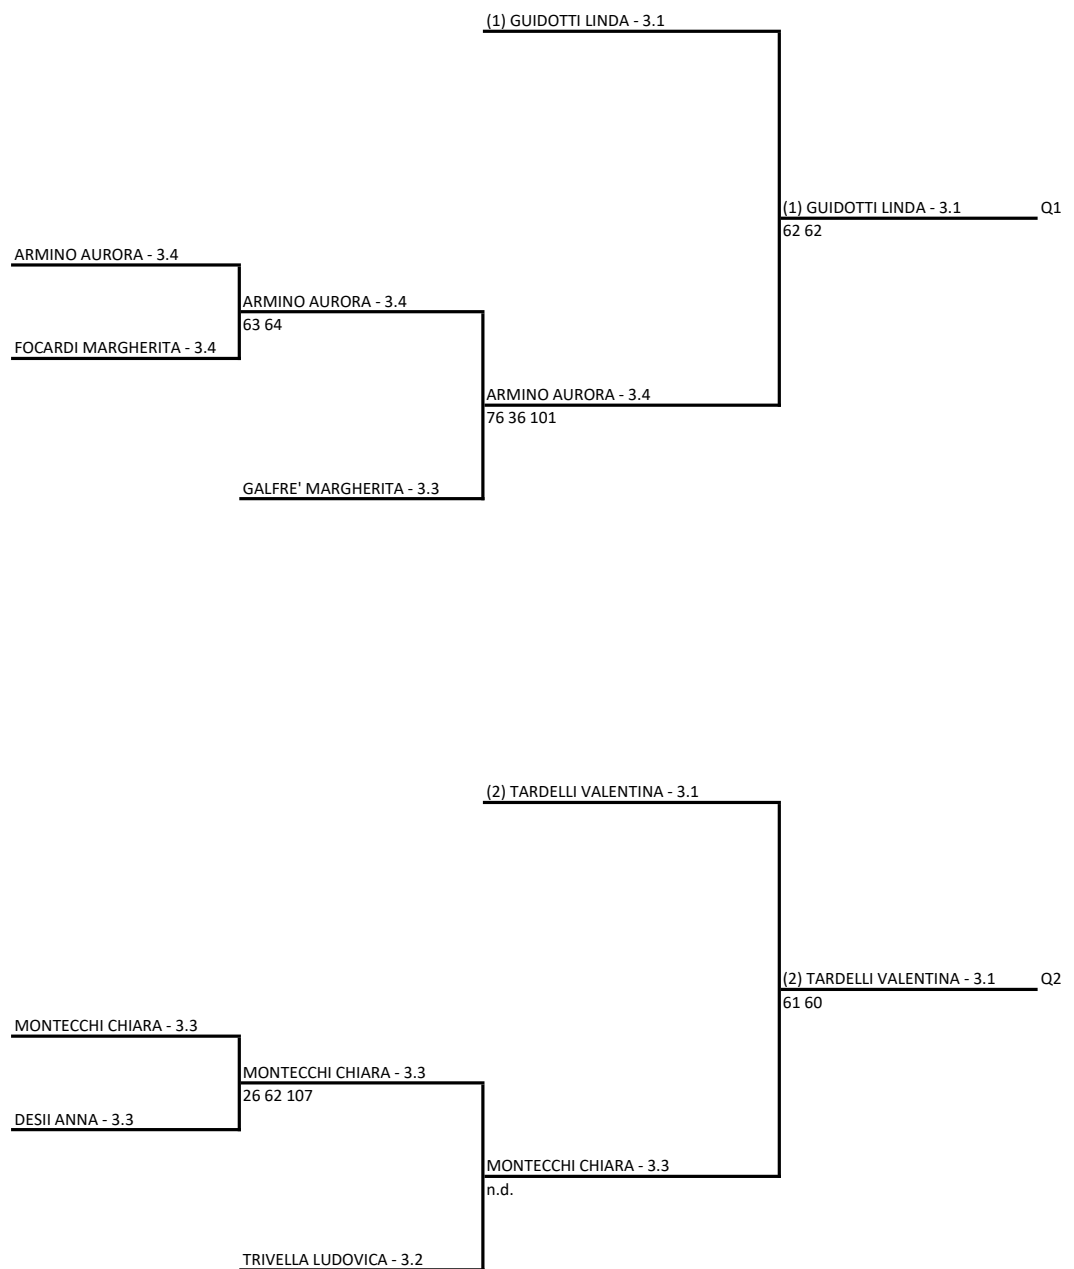 (1) GUIDOTTI LINDA - 3.1
(1) GUIDOTTI LINDA - 3.1 Q1
62 62
ARMINO AURORA - 3.4
ARMINO AURORA - 3.4
63 64
FOCARDI MARGHERITA - 3.4
ARMINO AURORA - 3.4
76 36 101
GALFRE' MARGHERITA - 3.3
(2) TARDELLI VALENTINA - 3.1
(2) TARDELLI VALENTINA - 3.1 Q2
61 60
MONTECCHI CHIARA - 3.3
MONTECCHI CHIARA - 3.3
26 62 107
DESII ANNA - 3.3
MONTECCHI CHIARA - 3.3
n.d.
TRIVELLA LUDOVICA - 3.2